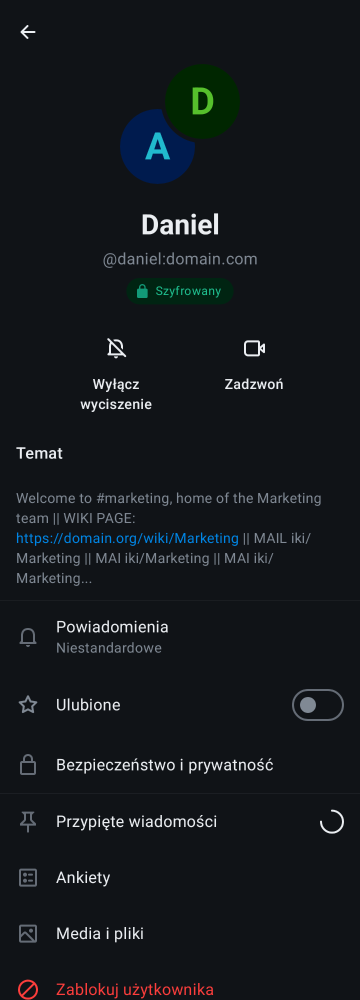 D
A
Daniel
@daniel:domain.com
Szyfrowany
Wyłącz
wyciszenie
Zadzwoń
Temat
Welcome to #marketing, home of the Marketing
team || WIKI PAGE:
https://domain.org/wiki/Marketing || MAIL iki/
Marketing || MAI iki/Marketing || MAI iki/
Marketing...
Powiadomienia
Niestandardowe
Ulubione
Bezpieczeństwo i prywatność
Przypięte wiadomości
Ankiety
Media i pliki
Zablokuj użytkownika